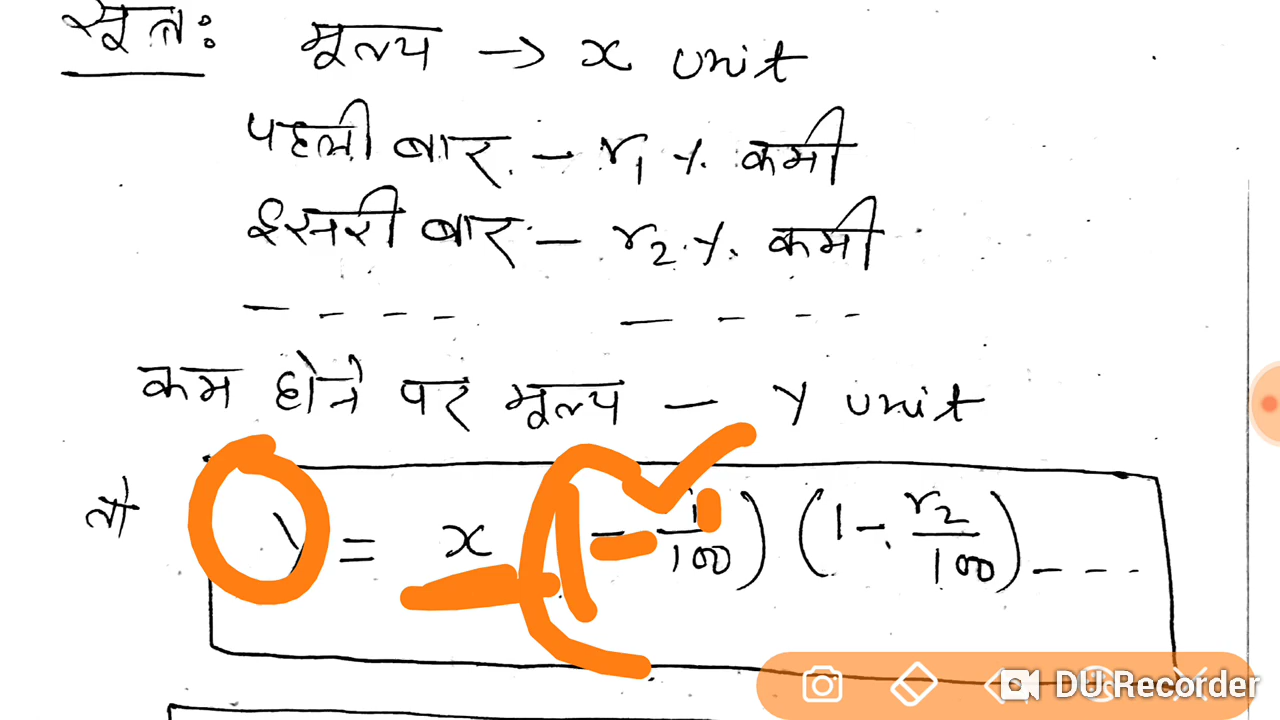 सूत्र:
मूल्य → x unit
पहली बार - r₁ % कमी
दूसरी बार - r₂ % कमी
- - - - - - - -
कम होने पर मूल्य - y unit
तो y = x (1 - r₁/100) (1 - r₂/100) - - -
DU Recorder